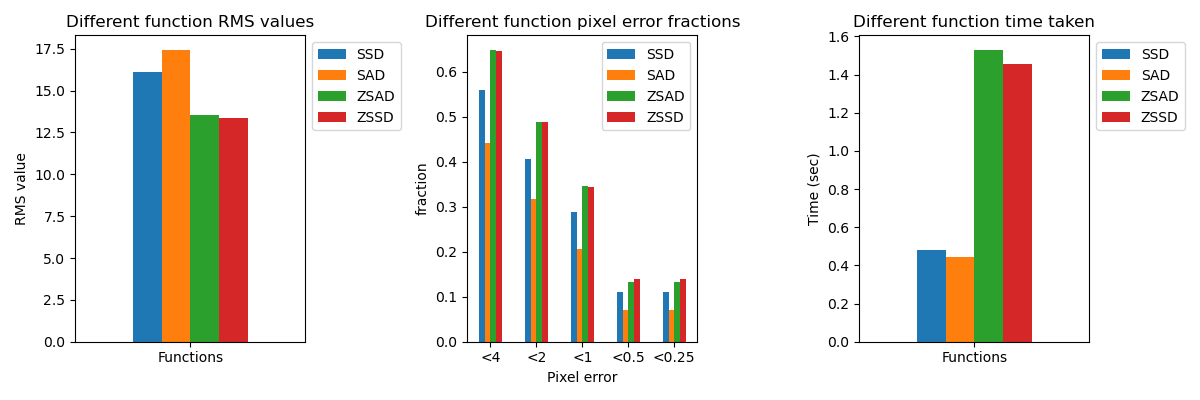 Different function RMS values
17.5
15.0
12.5
10.0
7.5
5.0
2.5
0.0
RMS value
Functions
SSD
SAD
ZSAD
ZSSD
Different function pixel error fractions
0.6
0.5
0.4
0.3
0.2
0.1
0.0
fraction
<4 <2 <1 <0.5 <0.25
Pixel error
SSD
SAD
ZSAD
ZSSD
Different function time taken
1.6
1.4
1.2
1.0
0.8
0.6
0.4
0.2
0.0
Time (sec)
Functions
SSD
SAD
ZSAD
ZSSD